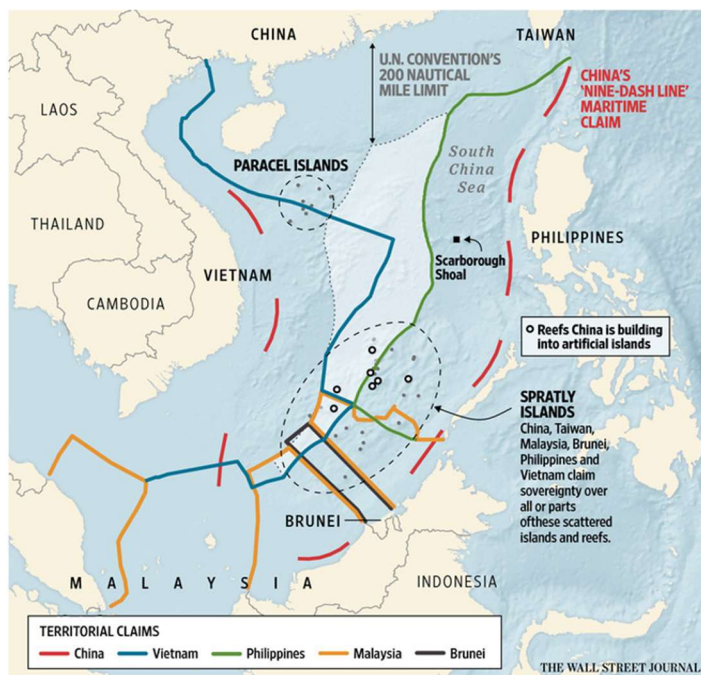 CHINA
TAIWAN
U.N. CONVENTION'S
200 NAUTICAL
MILE LIMIT
CHINA'S
'NINE-DASH LINE'
MARITIME
CLAIM
LAOS
PARACEL ISLANDS
South
China
Sea
THAILAND
PHILIPPINES
Scarborough
Shoal
VIETNAM
CAMBODIA
Reefs China is building
into artificial islands
SPRATLY
ISLANDS
China, Taiwan,
Malaysia, Brunei,
Philippines and
Vietnam claim
sovereignty over
all or parts
ofthese scattered
islands and reefs.
BRUNEI
MALAYSIA
INDONESIA
TERRITORIAL CLAIMS
China
Vietnam
Philippines
Malaysia
Brunei
THE WALL STREET JOURNAL